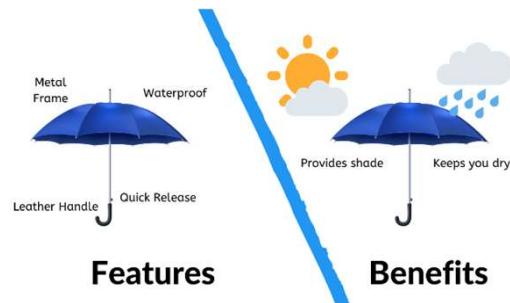 Metal
Frame
Waterproof
Leather Handle
Quick Release
Features
Provides shade
Keeps you dry
Benefits